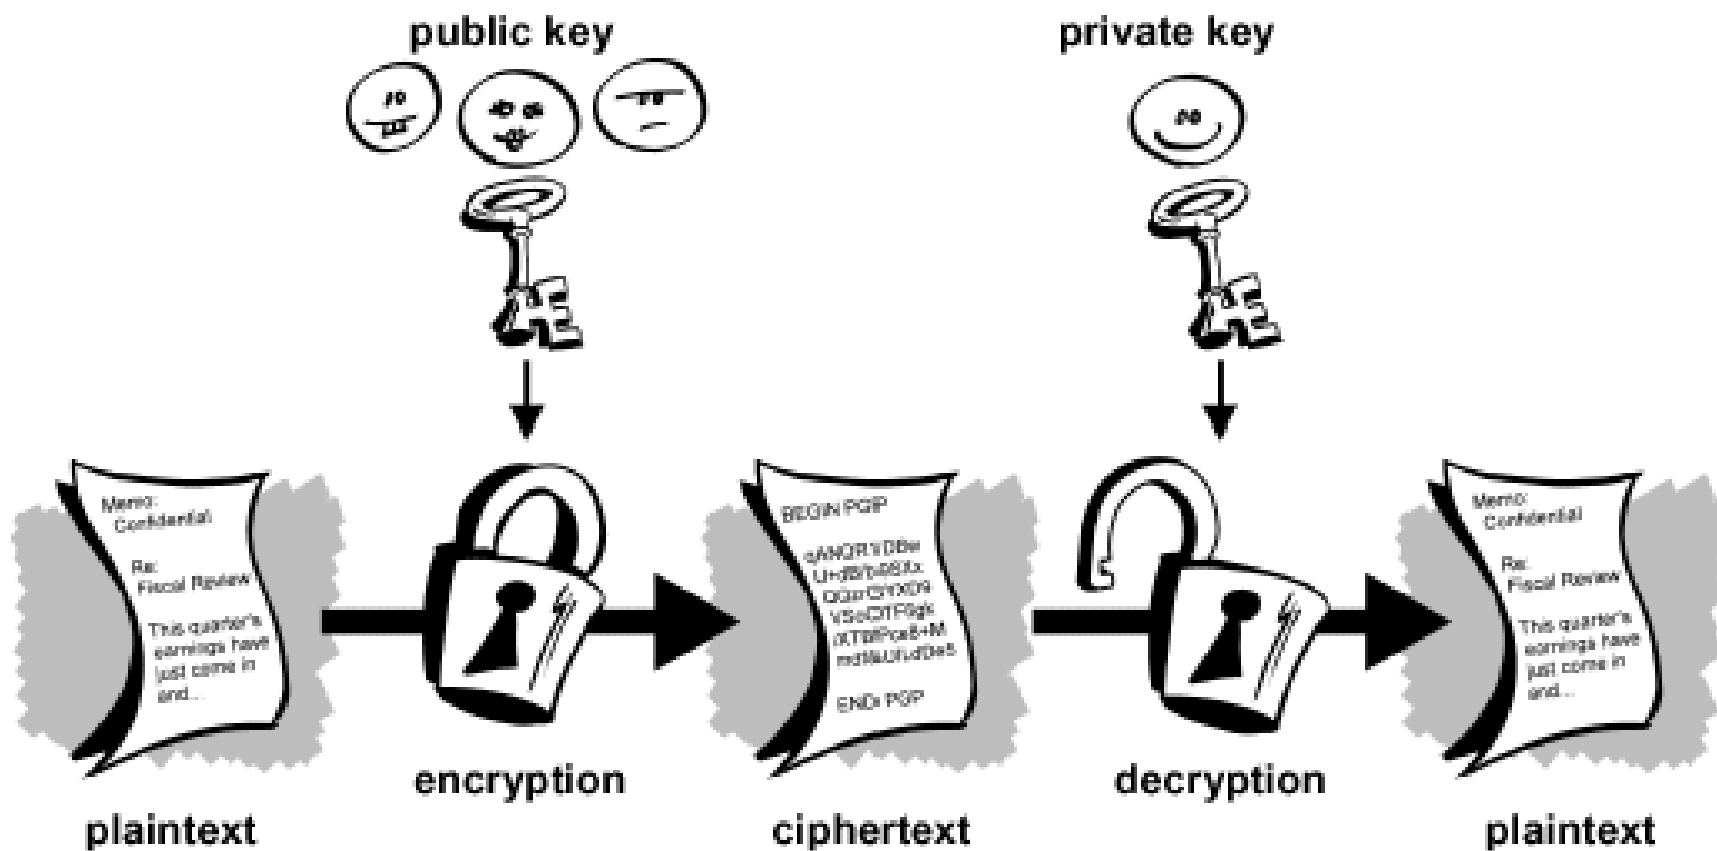 public key
private key
Memo:
Confidential
Re:
Fiscal Review
This quarter's
earnings have
just come in
and...
BEGIN PGP
END PGP
Memo:
Confidential
Re:
Fiscal Review
This quarter's
earnings have
just come in
and...
encryption
decryption
plaintext
ciphertext
plaintext